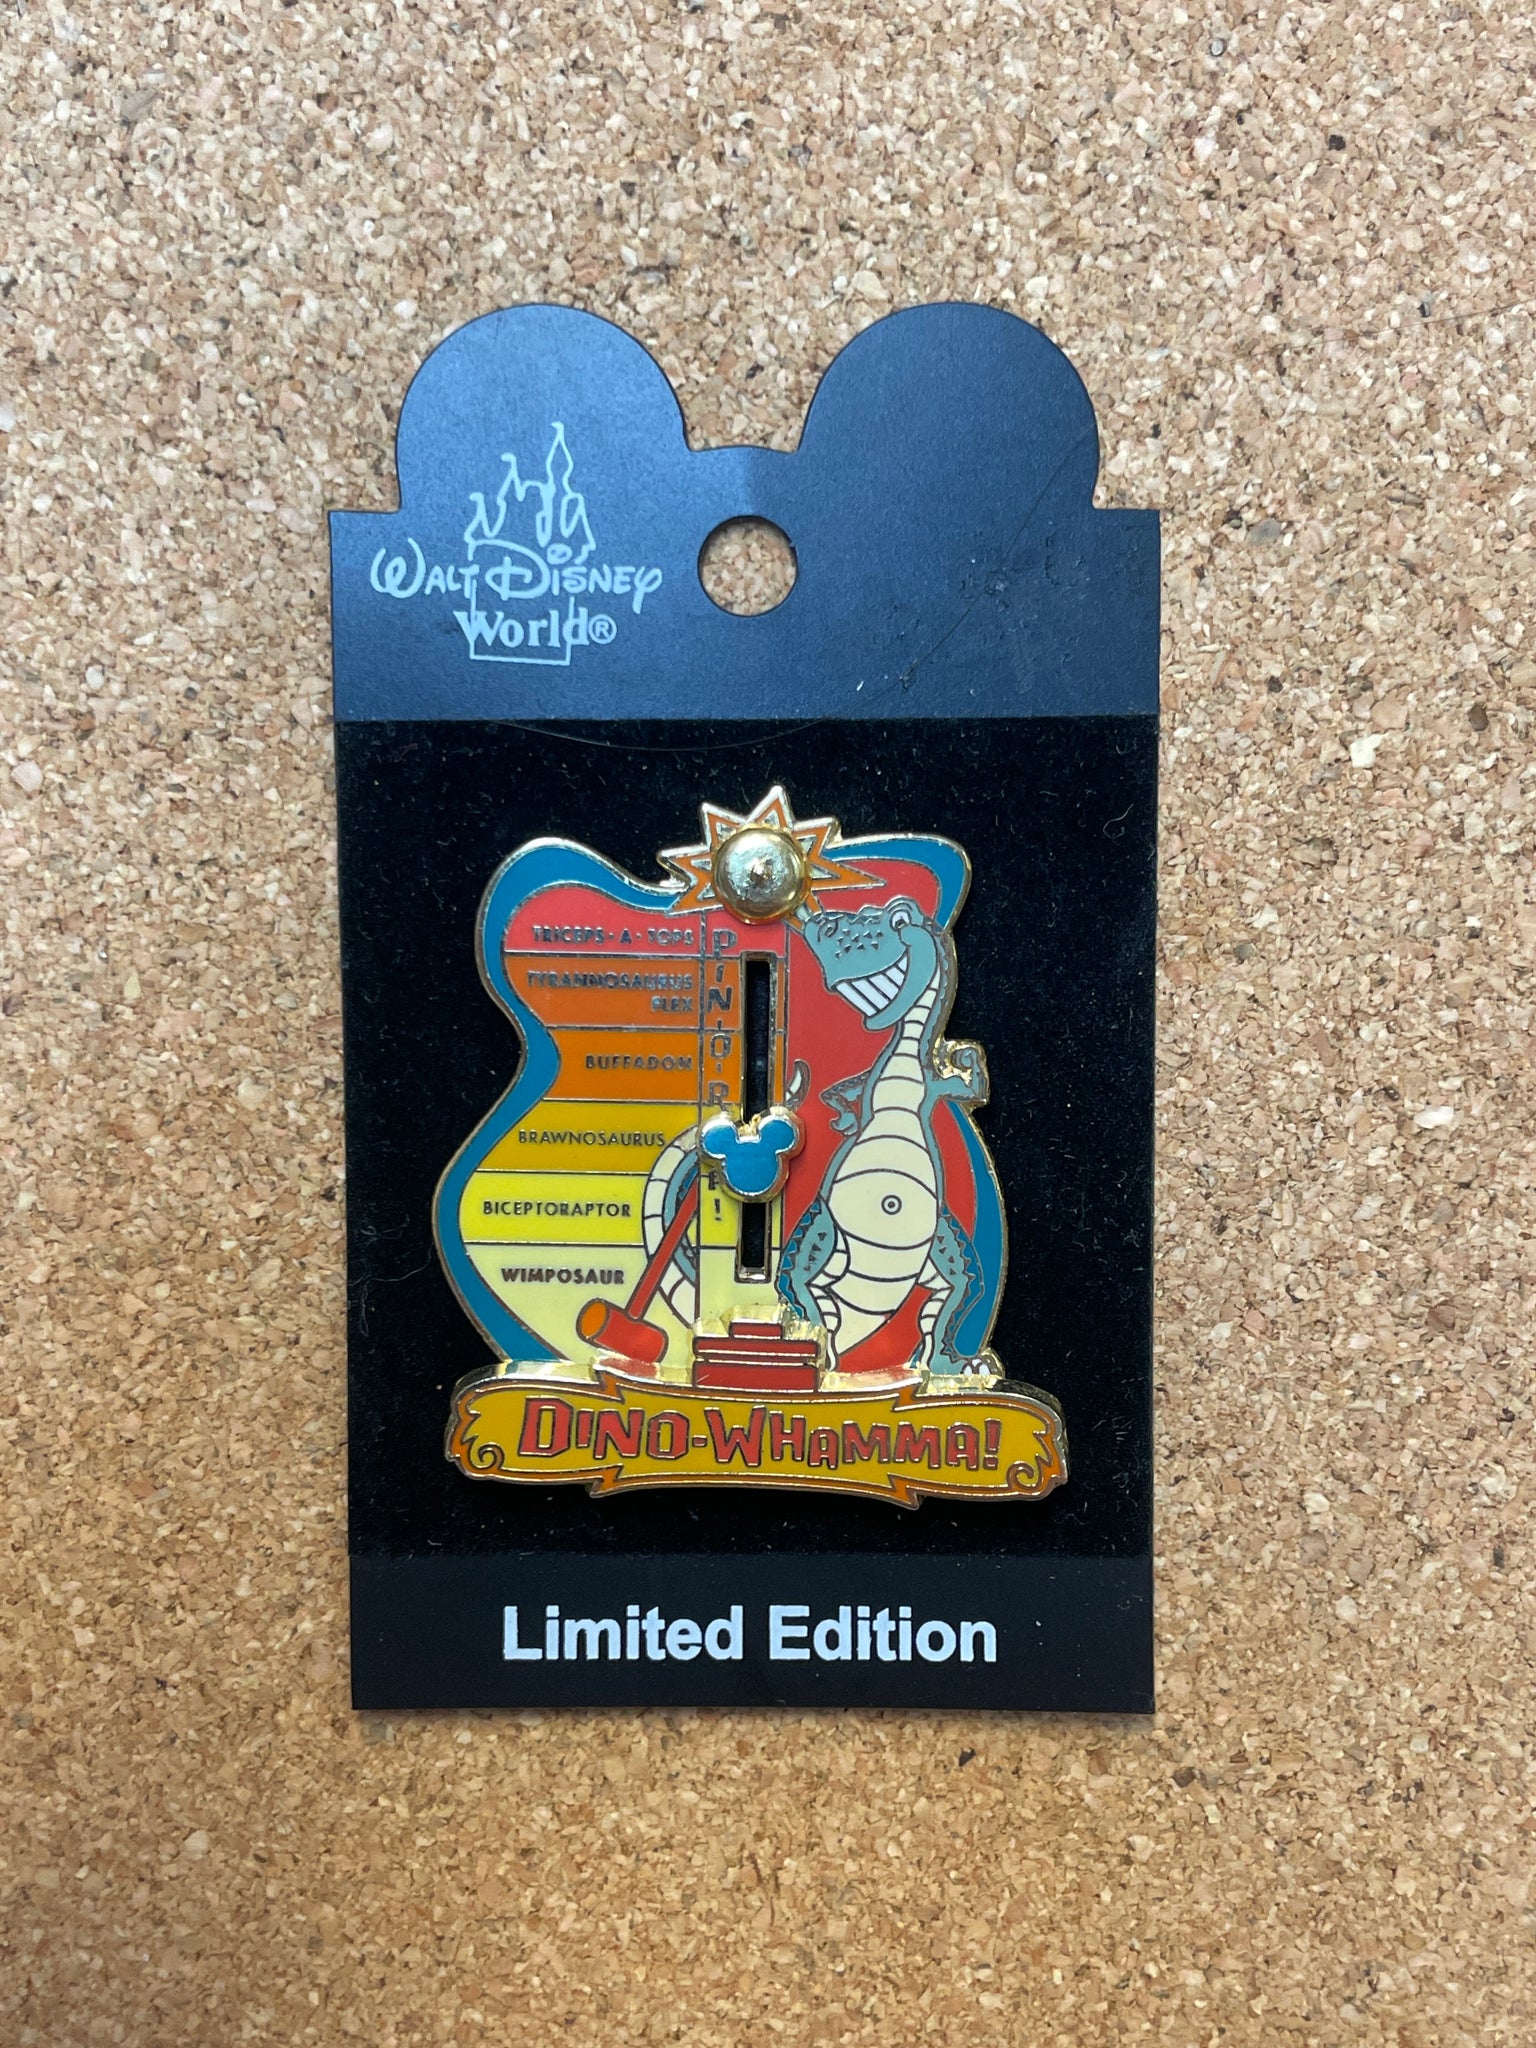 WALT DISNEY
World®
TRICEPS-A-TOPS
TYRANNOSAURUS
FLEX
BUFFADON
BRAWNOSAURUS
BICEPTORAPTOR
WIMPOSAUR
DINO-WHAMMA!
Limited Edition